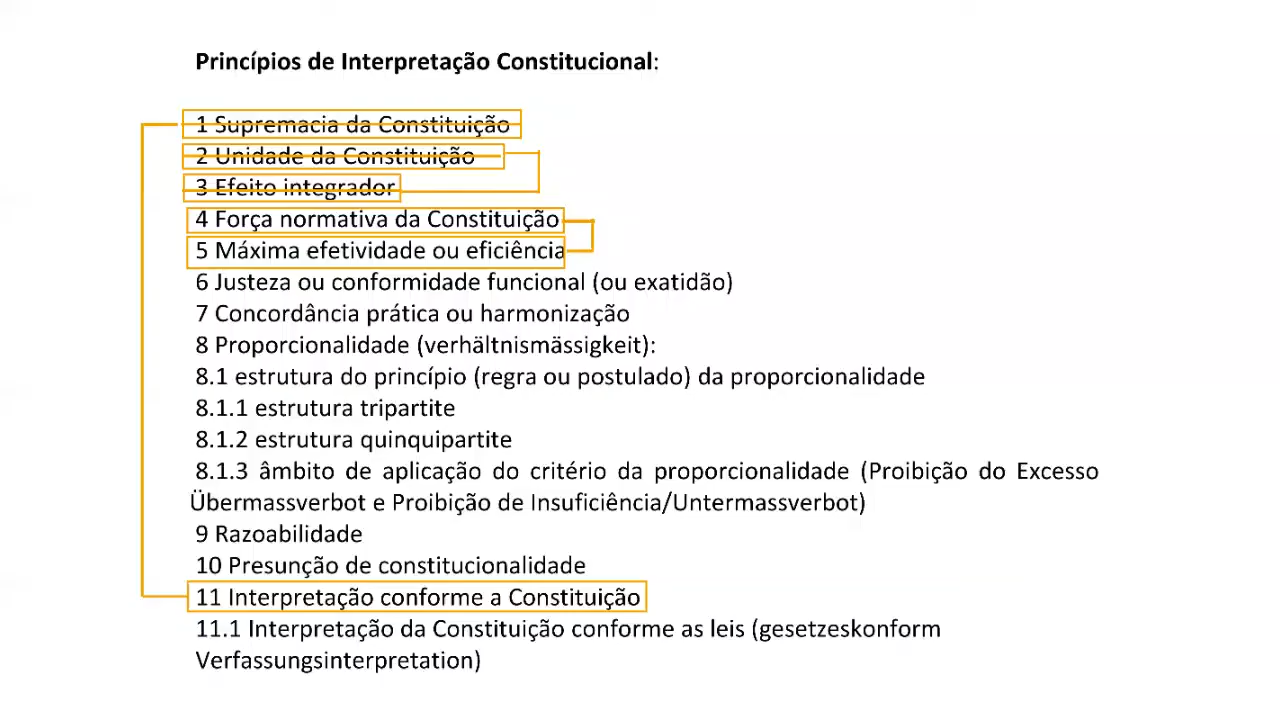 Princípios de Interpretação Constitucional:
1 Supremacia da Constituição
2 Unidade da Constituição
3 Efeito integrador
4 Força normativa da Constituição
5 Máxima efetividade ou eficiência
6 Justeza ou conformidade funcional (ou exatidão)
7 Concordância prática ou harmonização
8 Proporcionalidade (verhältnismässigkeit):
8.1 estrutura do princípio (regra ou postulado) da proporcionalidade
8.1.1 estrutura tripartite
8.1.2 estrutura quinquipartite
8.1.3 âmbito de aplicação do critério da proporcionalidade (Proibição do Excesso
Übermassverbot e Proibição de Insuficiência/Untermassverbot)
9 Razoabilidade
10 Presunção de constitucionalidade
11 Interpretação conforme a Constituição
11.1 Interpretação da Constituição conforme as leis (gesetzeskonform
Verfassungsinterpretation)